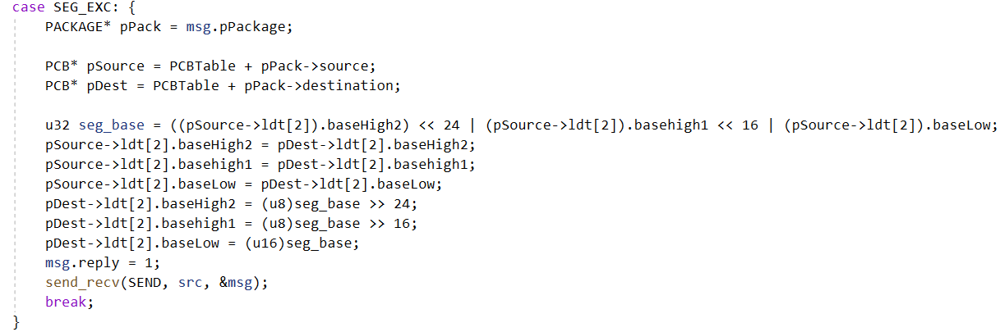 case SEG_EXC: {
    PACKAGE* pPack = msg.pPackage;

    PCB* pSource = PCBTable + pPack->source;
    PCB* pDest = PCBTable + pPack->destination;

    u32 seg_base = ((pSource->ldt[2]).baseHigh2) << 24 | (pSource->ldt[2]).basehigh1 << 16 | (pSource->ldt[2]).baseLow;
    pSource->ldt[2].baseHigh2 = pDest->ldt[2].baseHigh2;
    pSource->ldt[2].basehigh1 = pDest->ldt[2].basehigh1;
    pSource->ldt[2].baseLow = pDest->ldt[2].baseLow;
    pDest->ldt[2].baseHigh2 = (u8)seg_base >> 24;
    pDest->ldt[2].basehigh1 = (u8)seg_base >> 16;
    pDest->ldt[2].baseLow = (u16)seg_base;
    msg.reply = 1;
    send_recv(SEND, src, &msg);
    break;
}